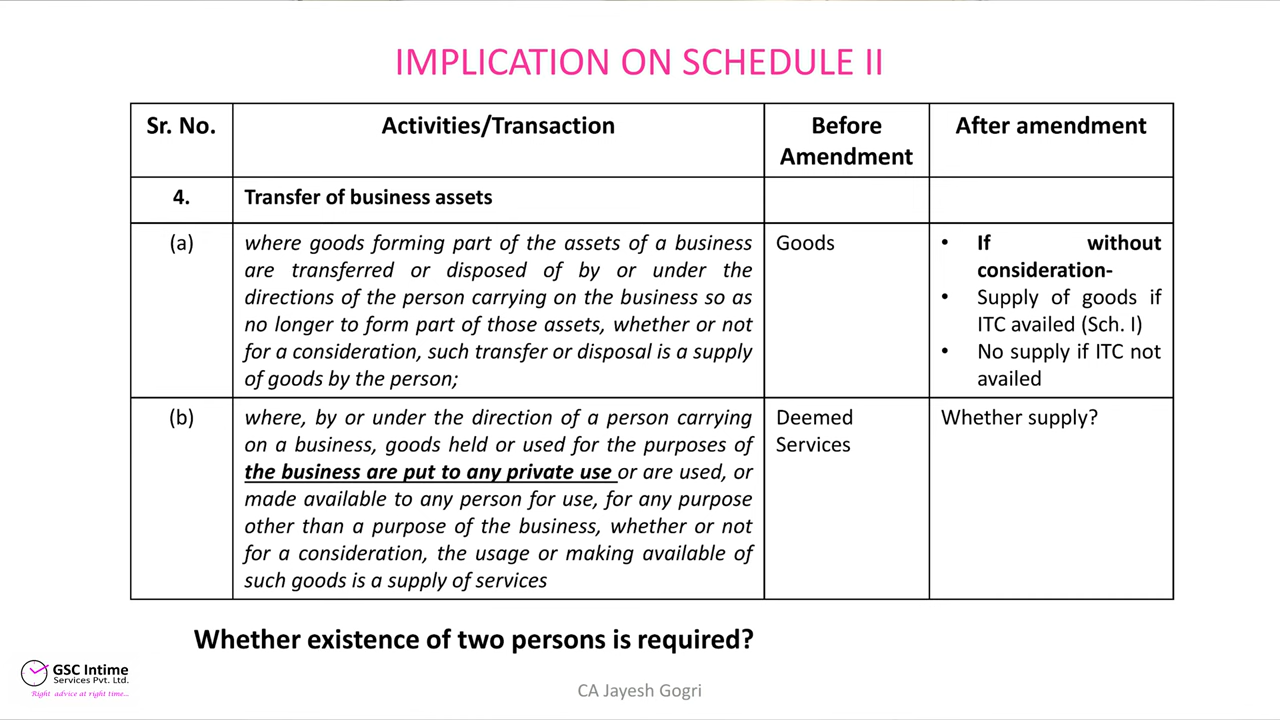 IMPLICATION ON SCHEDULE II
Sr. No.
Activities/Transaction
Before
Amendment
After amendment
4.
Transfer of business assets
(a)
where goods forming part of the assets of a business
are transferred or disposed of by or under the
directions of the person carrying on the business so as
no longer to form part of those assets, whether or not
for a consideration, such transfer or disposal is a supply
of goods by the person;
Goods
• If without
consideration-
• Supply of goods if
ITC availed (Sch. I)
• No supply if ITC not
availed
(b)
where, by or under the direction of a person carrying
on a business, goods held or used for the purposes of
the business are put to any private use or are used, or
made available to any person for use, for any purpose
other than a purpose of the business, whether or not
for a consideration, the usage or making available of
such goods is a supply of services
Deemed
Services
Whether supply?
Whether existence of two persons is required?
GSC Intime
Services Pvt. Ltd.
Right advice at right time...
CA Jayesh Gogri